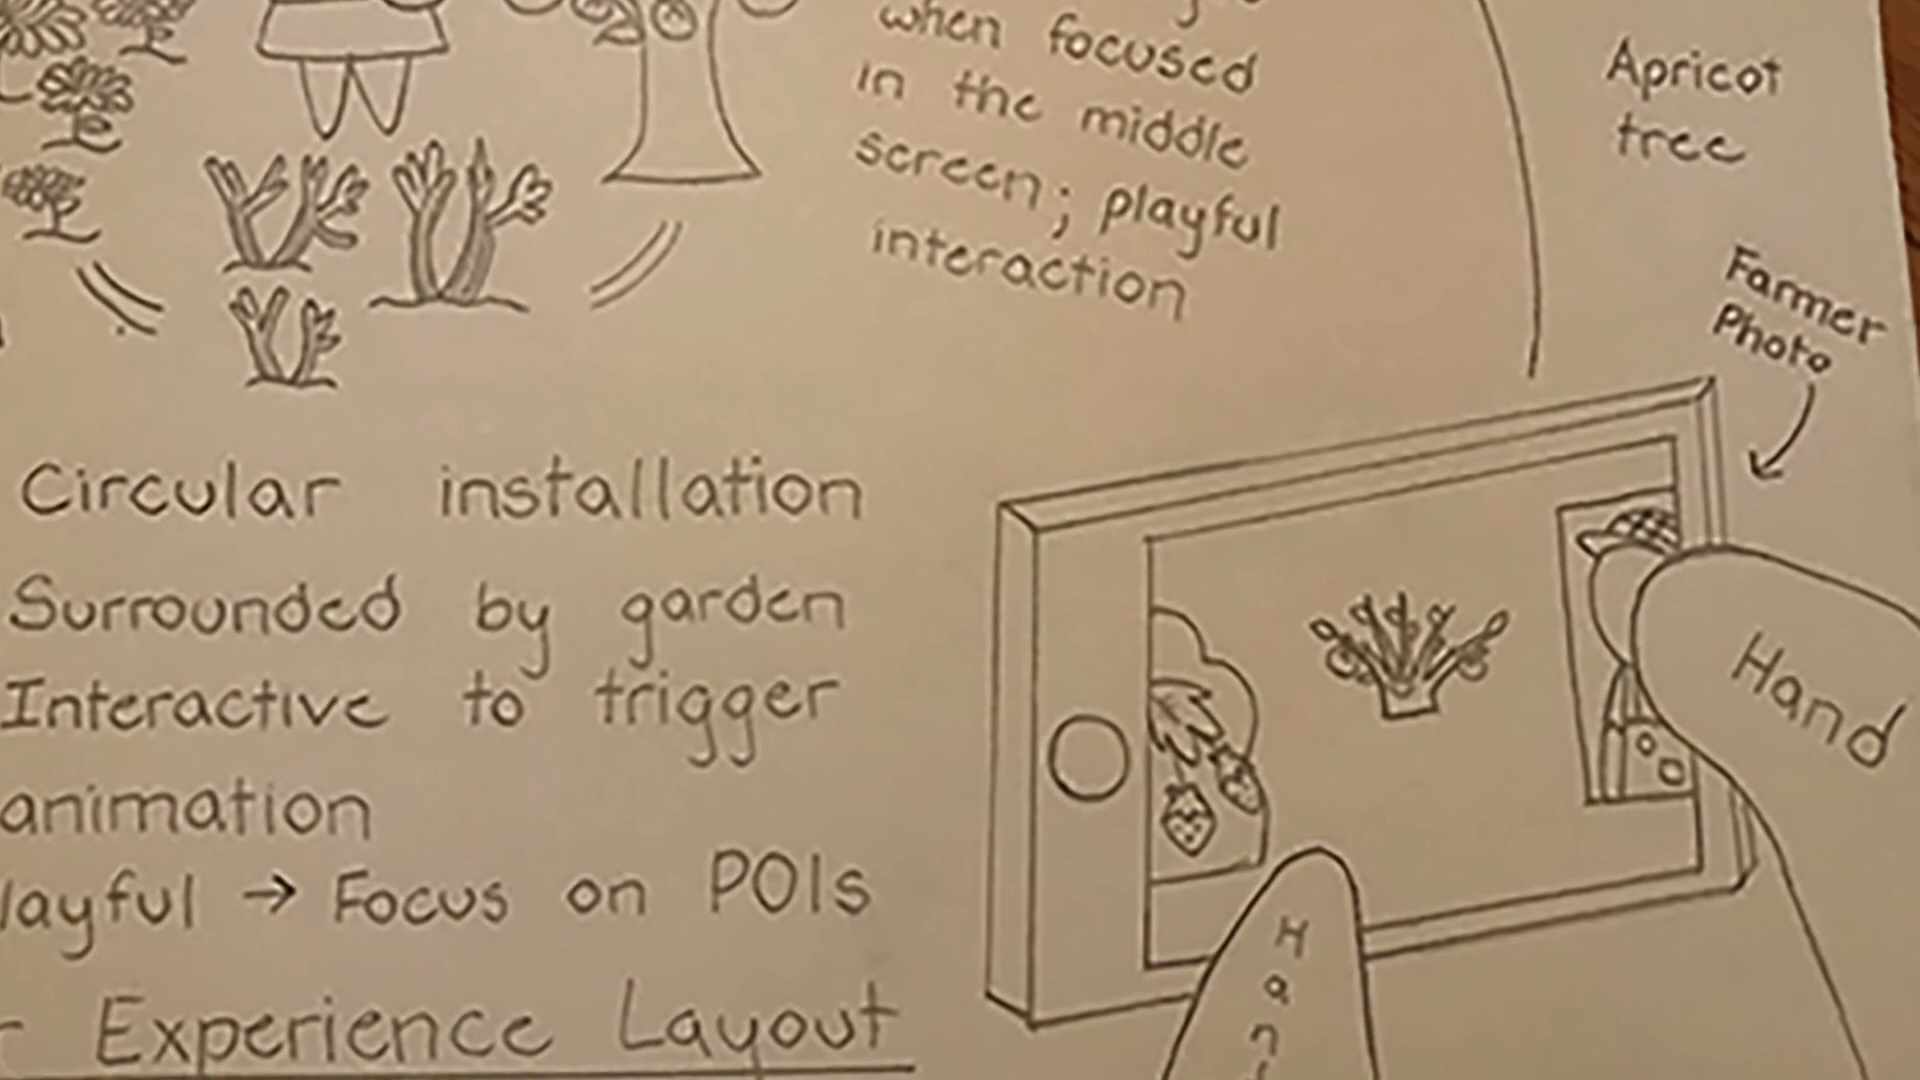 when focused
in the middle
screen; playful
interaction
Apricot
tree
Farmer
Photo
Circular installation
Surrounded by garden
Interactive to trigger
animation
layful → Focus on POIs
Experience Layout
Hand
Han